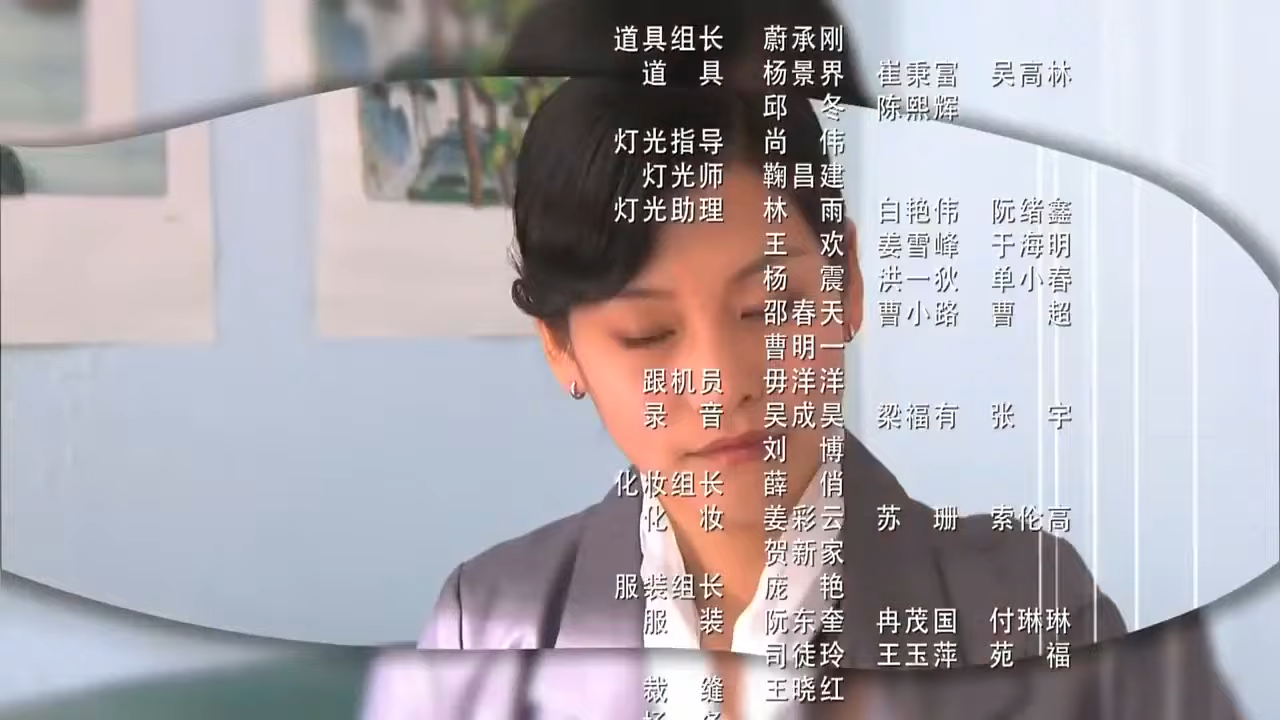 道具组长 蔚承刚
道具 杨景界 崔秉富 吴高林
邱冬 陈熙辉
灯光指导 尚伟
灯光师 鞠昌建
灯光助理 林雨 白艳伟 阮绪鑫
王欢 姜雪峰 于海明
杨震 洪一狄 单小春
邵春天 曹小路 曹超
曹明一
跟机员 毋洋洋
录音 吴成昊 梁福有 张宇
刘博
化妆组长 薛俏
化妆 姜彩云 苏珊 索伦高
贺新家
服装组长 庞艳
服装 阮东奎 冉茂国 付琳琳
司徒玲 王玉萍 苑福
裁缝 王晓红